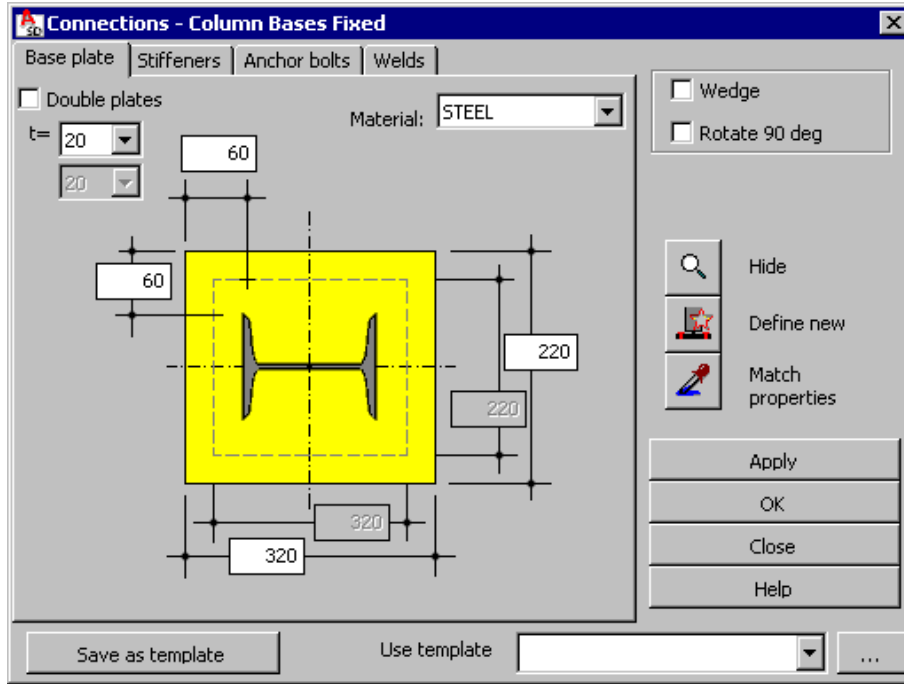 ASD Connections - Column Bases Fixed
Base plate Stiffeners Anchor bolts Welds
Double plates
Material: STEEL
t= 20
20
60
60
220
220
320
320
Wedge
Rotate 90 deg
Hide
Define new
Match
properties
Apply
OK
Close
Help
Save as template
Use template
...